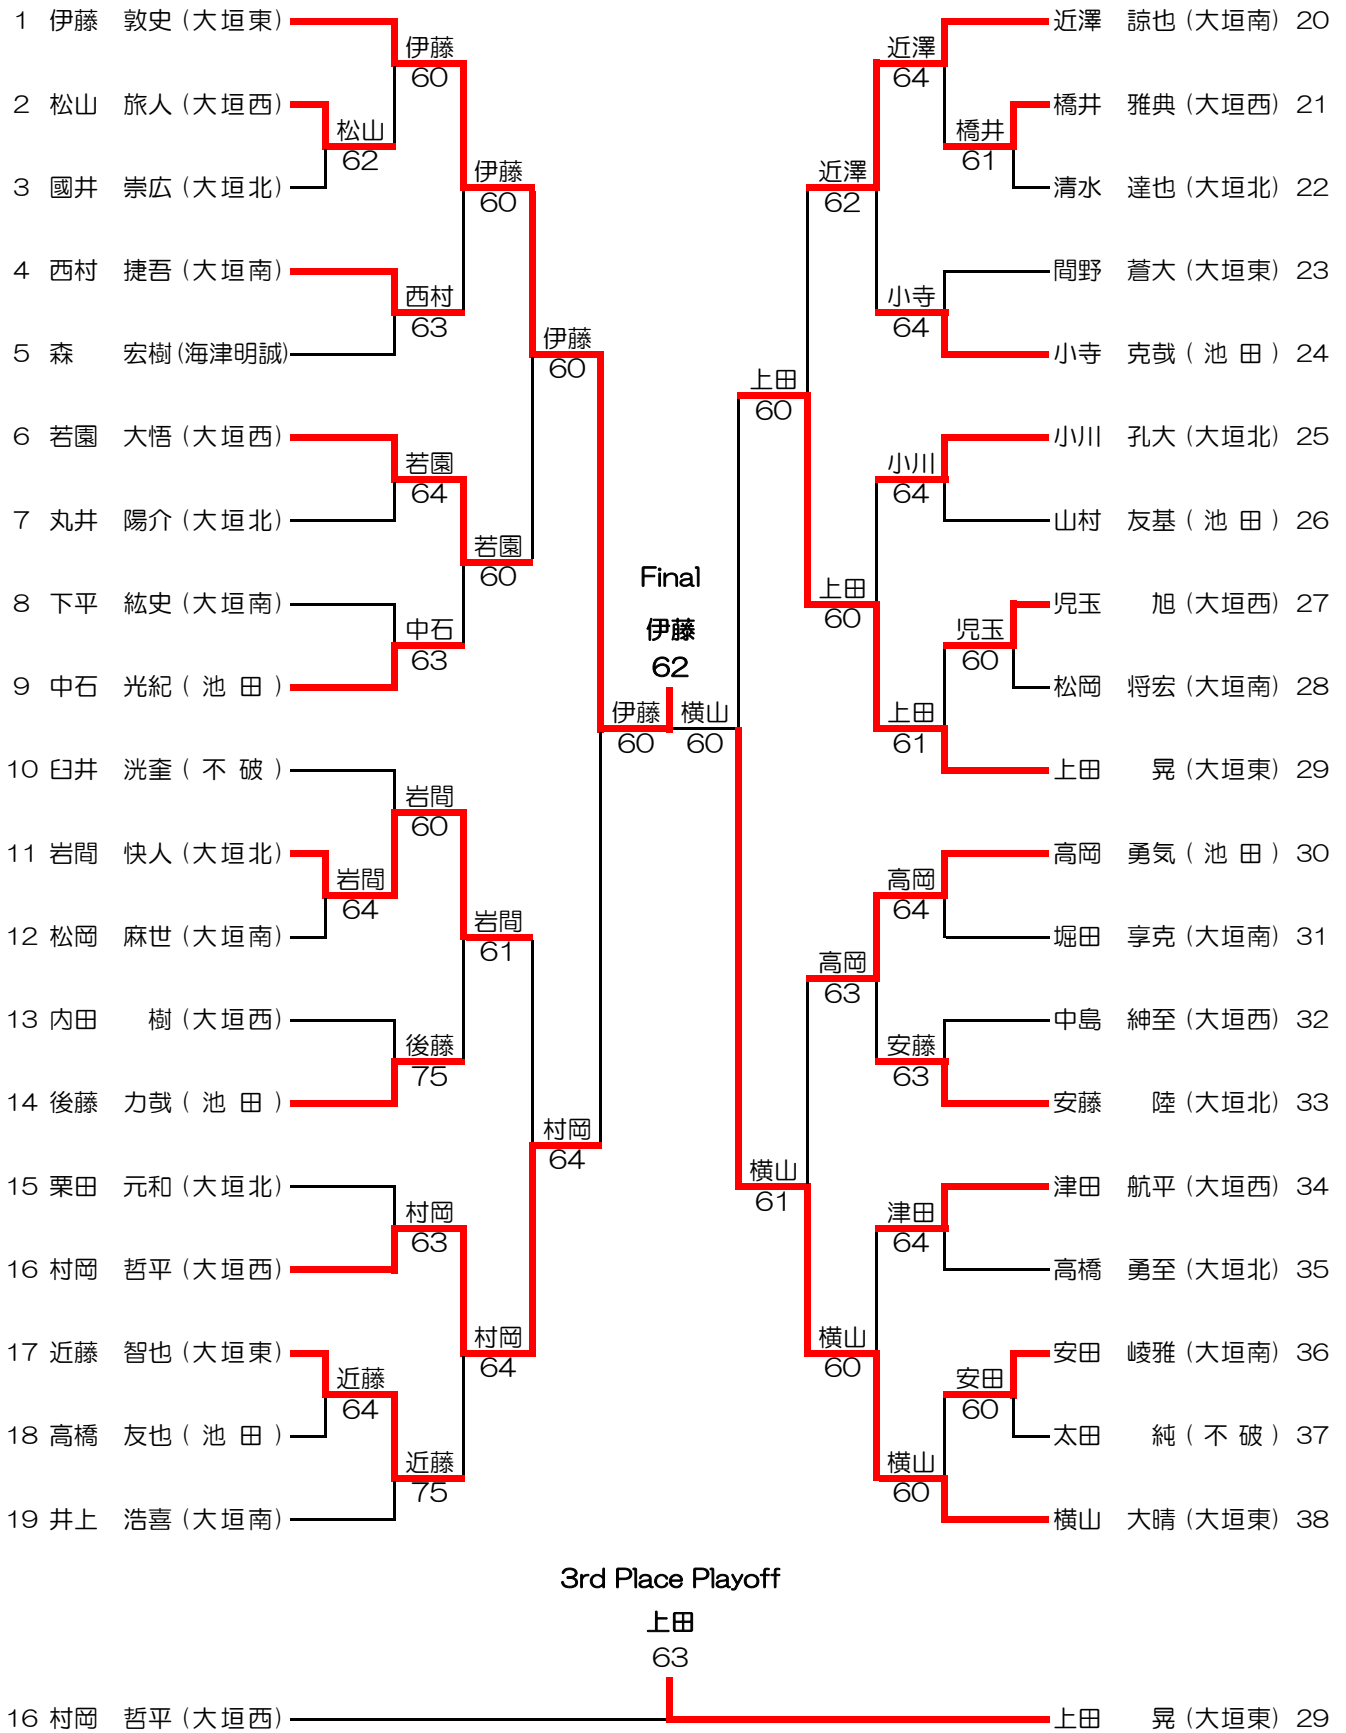 1 伊藤 敦史 (大垣東)
近澤 諒也 (大垣南) 20
伊藤
60
近澤
64
2 松山 旅人 (大垣西)
橋井 雅典 (大垣西) 21
松山
62
橋井
61
伊藤
60
近澤
62
3 國井 崇広 (大垣北)
清水 達也 (大垣北) 22
4 西村 捷吾 (大垣南)
間野 蒼大 (大垣東) 23
西村
63
小寺
64
5 森 宏樹 (海津明誠)
小寺 克哉 (池田) 24
伊藤
60
上田
60
6 若園 大悟 (大垣西)
小川 孔大 (大垣北) 25
若園
64
小川
64
7 丸井 陽介 (大垣北)
山村 友基 (池田) 26
若園
60
上田
60
8 下平 紘史 (大垣南)
児玉 旭 (大垣西) 27
中石
63
児玉
60
Final
伊藤
62
9 中石 光紀 (池田)
松岡 将宏 (大垣南) 28
伊藤
60
横山
60
上田
61
10 臼井 洸奎 (不破)
上田 晃 (大垣東) 29
岩間
60
11 岩間 快人 (大垣北)
高岡 勇気 (池田) 30
岩間
64
高岡
64
12 松岡 麻世 (大垣南)
堀田 享克 (大垣南) 31
岩間
61
高岡
63
13 内田 樹 (大垣西)
中島 紳至 (大垣西) 32
後藤
75
安藤
63
14 後藤 力哉 (池田)
安藤 陸 (大垣北) 33
村岡
64
横山
61
15 栗田 元和 (大垣北)
津田 航平 (大垣西) 34
村岡
63
津田
64
16 村岡 哲平 (大垣西)
高橋 勇至 (大垣北) 35
村岡
64
横山
60
17 近藤 智也 (大垣東)
安田 崚雅 (大垣南) 36
近藤
64
安田
60
18 高橋 友也 (池田)
太田 純 (不破) 37
近藤
75
横山
60
19 井上 浩喜 (大垣南)
横山 大晴 (大垣東) 38
3rd Place Playoff
上田
63
16 村岡 哲平 (大垣西)
上田 晃 (大垣東) 29